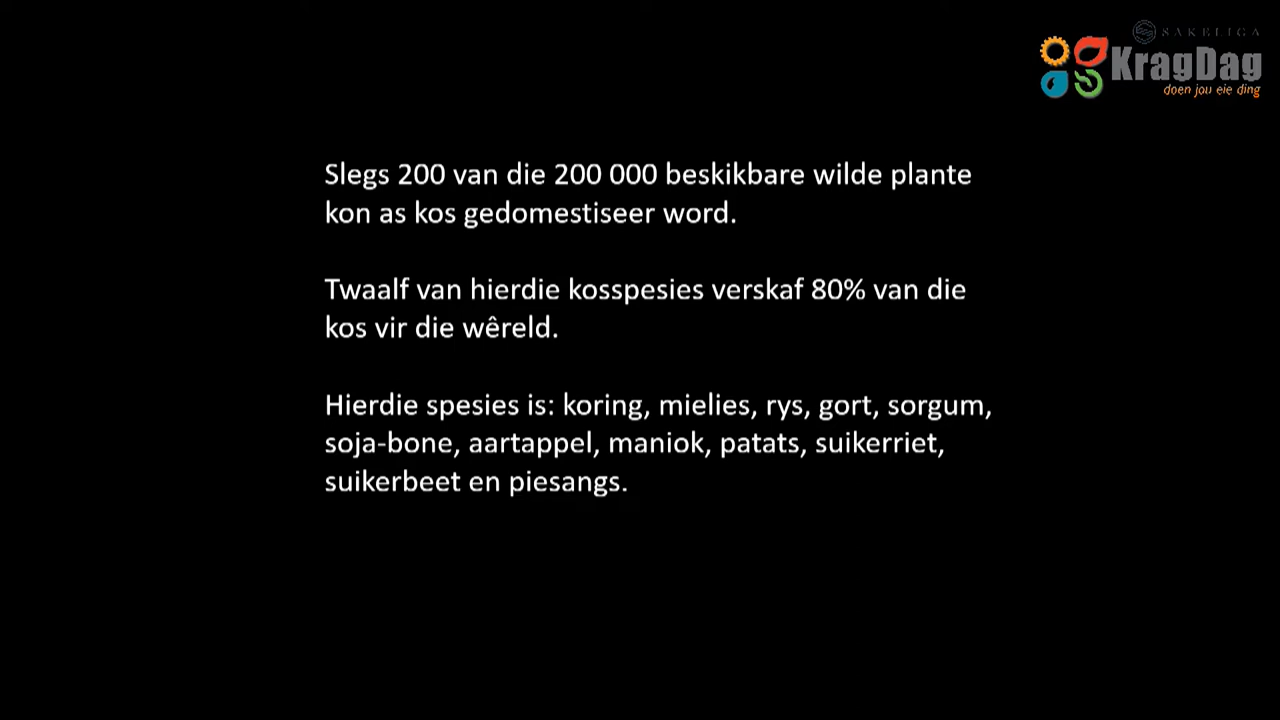 SAKELIGA
KragDag
doen jou eie ding
Slegs 200 van die 200 000 beskikbare wilde plante
kon as kos gedomestiseer word.
Twaalf van hierdie kosspesies verskaf 80% van die
kos vir die wêreld.
Hierdie spesies is: koring, mielies, rys, gort, sorgum,
soja-bone, aartappel, maniok, patats, suikerriet,
suikerbeet en piesangs.